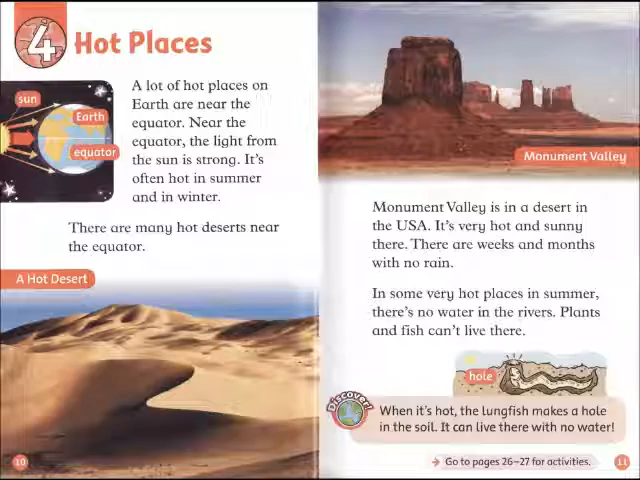 4 Hot Places
sun
Earth
equator
A lot of hot places on
Earth are near the
equator. Near the
equator, the light from
the sun is strong. It's
often hot in summer
and in winter.
There are many hot deserts near
the equator.
A Hot Desert
10
Monument Valley
Monument Valley is in a desert in
the USA. It's very hot and sunny
there. There are weeks and months
with no rain.
In some very hot places in summer,
there's no water in the rivers. Plants
and fish can't live there.
hole
Discover!
When it's hot, the lungfish makes a hole
in the soil. It can live there with no water!
→ Go to pages 26–27 for activities.
11